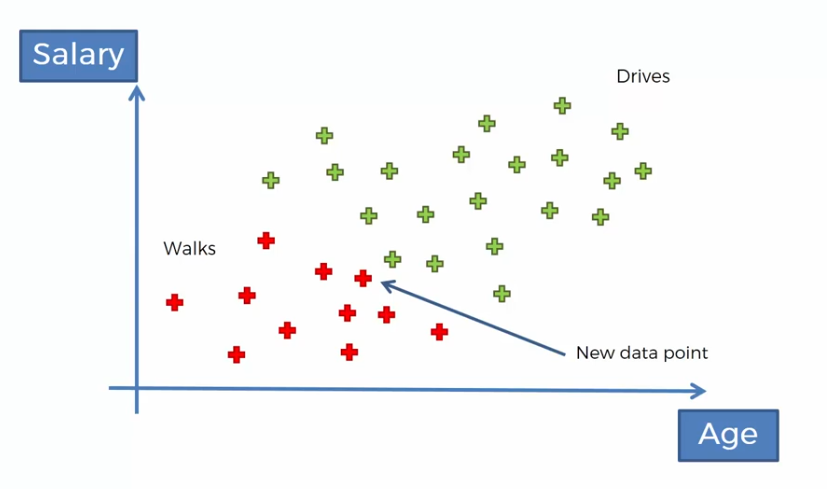 Salary
Drives
Walks
New data point
Age